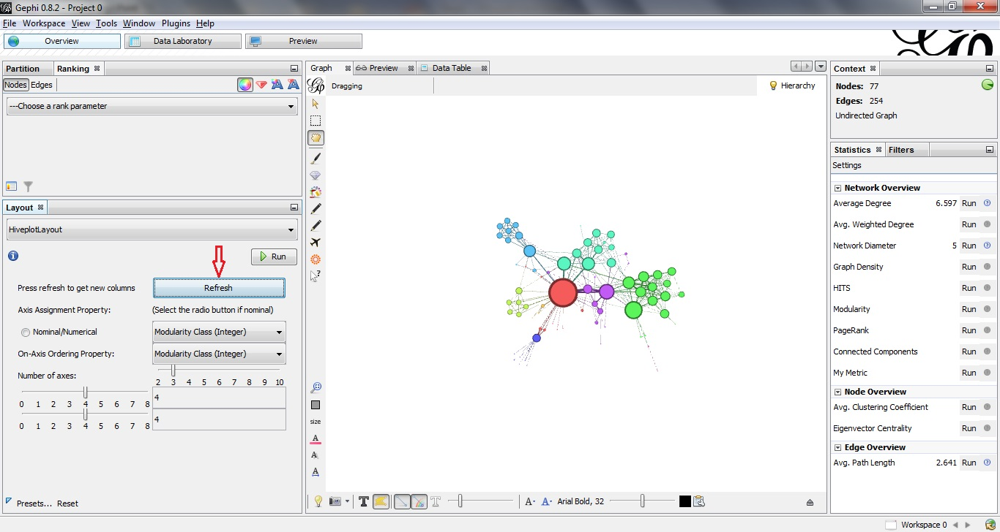 Gephi 0.8.2 - Project 0
File Workspace View Tools Window Plugins Help
Overview Data Laboratory Preview
Partition Ranking
Nodes Edges
---Choose a rank parameter
Layout
HiveplotLayout
Run
Press refresh to get new columns Refresh
Axis Assignment Property: (Select the radio button if nominal)
Nominal/Numerical Modularity Class (Integer)
On-Axis Ordering Property: Modularity Class (Integer)
Number of axes:
2 3 4 5 6 7 8 9 10
0 1 2 3 4 5 6 7 8 4
0 1 2 3 4 5 6 7 8 4
Presets... Reset
Graph Preview Data Table
Dragging Hierarchy
size
A
A
A
T T A- A- Arial Bold, 32
Context
Nodes: 77
Edges: 254
Undirected Graph
Statistics Filters
Settings
Network Overview
Average Degree 6.597 Run
Avg. Weighted Degree Run
Network Diameter 5 Run
Graph Density Run
HITS Run
Modularity Run
PageRank Run
Connected Components Run
My Metric Run
Node Overview
Avg. Clustering Coefficient Run
Eigenvector Centrality Run
Edge Overview
Avg. Path Length 2.641 Run
Workspace 0